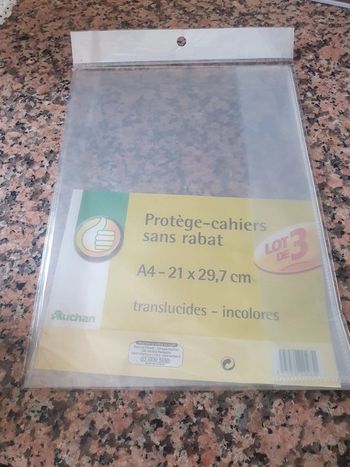 Protège-cahiers
sans rabat
LOT
DE 3
A4 - 21 x 29,7 cm
Auchan
translucides - incolores